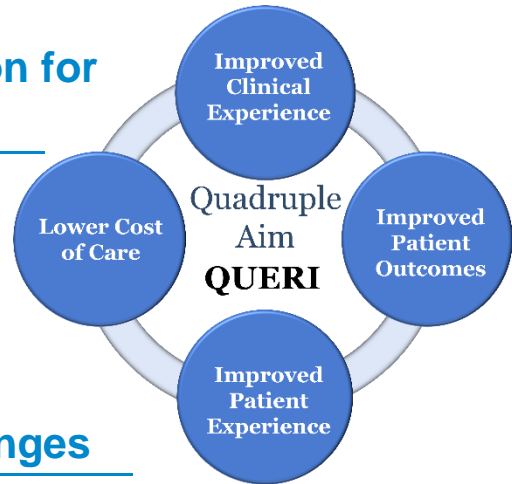 on for
Improved
Clinical
Experience
Lower Cost
of Care
Quadruple
Aim
QUERI
Improved
Patient
Outcomes
Improved
Patient
Experience
nges